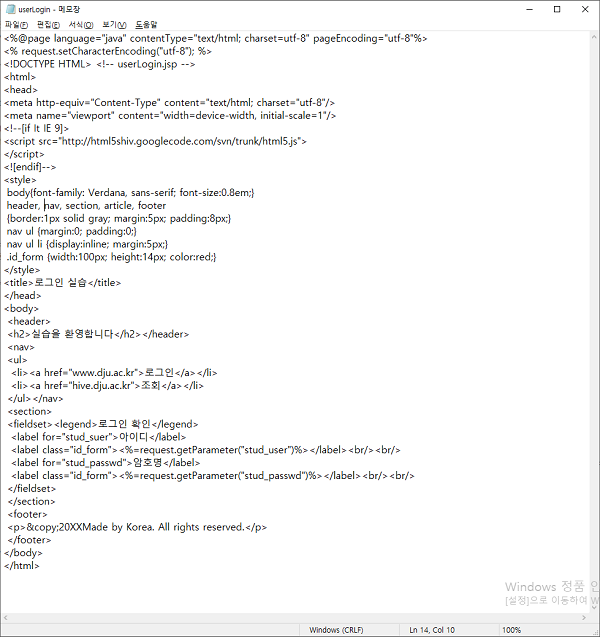 userLogin - 메모장
파일(F) 편집(E) 서식(O) 보기(V) 도움말
<%@page language="java" contentType="text/html; charset=utf-8" pageEncoding="utf-8"%>
<% request.setCharacterEncoding("utf-8"); %>
<!DOCTYPE HTML> <!-- userLogin.jsp -->
<html>
<head>
<meta http-equiv="Content-Type" content="text/html; charset="utf-8"/>
<meta name="viewport" content="width=device-width, initial-scale=1"/>
<!--[if It IE 9]>
<script src="http://html5shiv.googlecode.com/svn/trunk/html5.js">
</script>
<![endif]-->
<style>
body{font-family: Verdana, sans-serif; font-size:0.8em;}
header, nav, section, article, footer
{border:1px solid gray; margin:5px; padding:8px;}
nav ul {margin:0; padding:0;}
nav ul li {display:inline; margin:5px;}
.id_form {width:100px; height:14px; color:red;}
</style>
<title>로그인 실습</title>
</head>
<body>
<header>
<h2>실습을 환영합니다</h2></header>
<nav>
<ul>
<li><a href="www.dju.ac.kr">로그인</a></li>
<li><a href="hive.dju.ac.kr">조회</a></li>
</ul></nav>
<section>
<fieldset><legend>로그인 확인</legend>
<label for="stud_suer">아이디</label>
<label class="id_form"><%=request.getParameter("stud_user")%></label><br/><br/>
<label for="stud_passwd">암호명</label>
<label class="id_form"><%=request.getParameter("stud_passwd")%></label><br/><br/>
</fieldset>
</section>
<footer>
<p>&copy;20XXMade by Korea. All rights reserved.</p>
</footer>
</body>
</html>
Windows 정품 인
[설정]으로 이동하여 W
Windows (CRLF) Ln 14, Col 10 100%